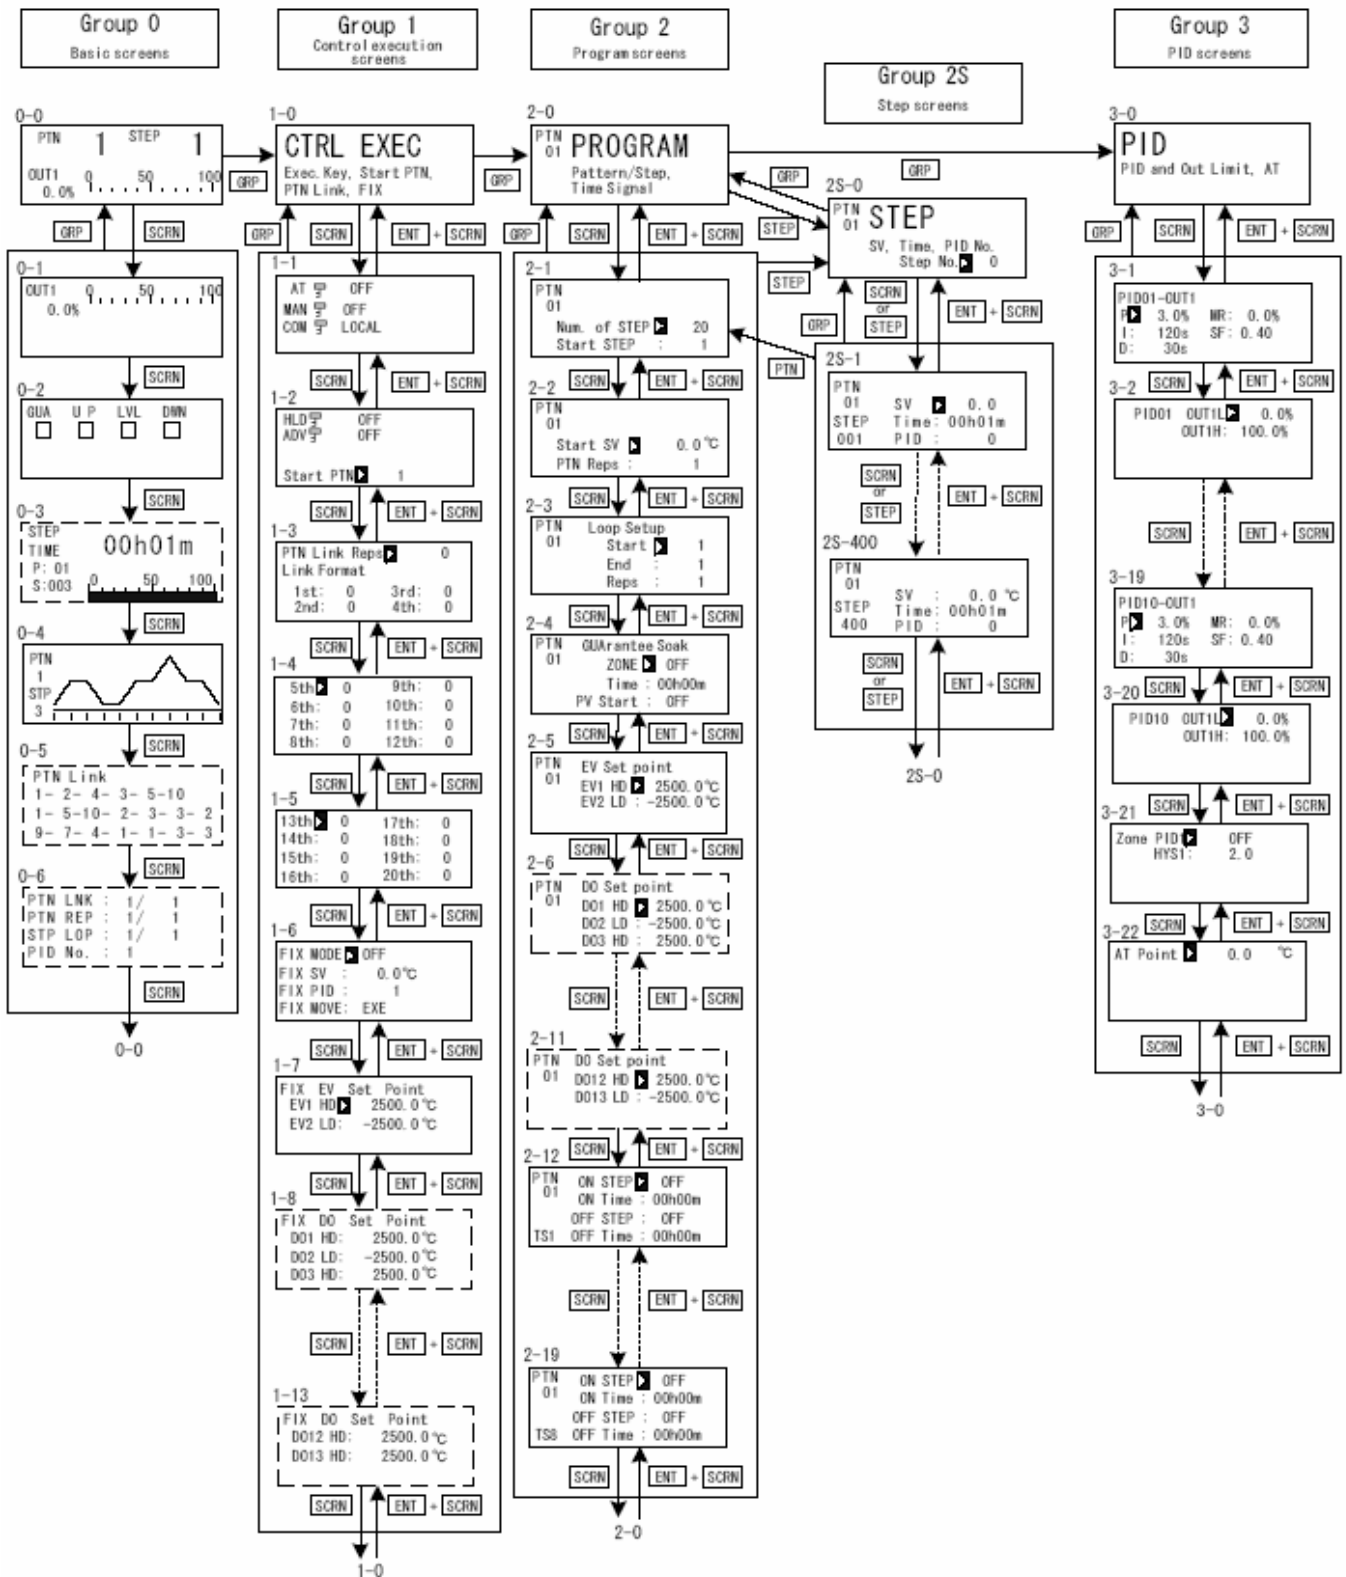 Group 0
Basic screens
0-0
PTN 1 STEP 1
OUT1 0 50 100
0.0%
GRP
GRP
SCRN
0-1
OUT1 0 50 100
0.0%
SCRN
0-2
GUA U P LVL DWN
SCRN
0-3
STEP
TIME 00h01m
P: 01
S:003 0 50 100
SCRN
0-4
PTN
1
STP
3
SCRN
0-5
PTN Link
1- 2- 4- 3- 5-10
1- 5-10- 2- 3- 3- 2
9- 7- 4- 1- 1- 3- 3
SCRN
0-6
PTN LNK : 1/ 1
PTN REP : 1/ 1
STP LOP : 1/ 1
PID No. : 1
SCRN
0-0
Group 1
Control execution
screens
1-0
CTRL EXEC
Exec. Key, Start PTN,
PTN Link, FIX
GRP
GRP SCRN ENT + SCRN
1-1
AT OFF
MAN OFF
COM LOCAL
SCRN ENT + SCRN
1-2
HLD OFF
ADV OFF
Start PTN 1
SCRN ENT + SCRN
1-3
PTN Link Reps 0
Link Format
1st: 0 3rd: 0
2nd: 0 4th: 0
SCRN ENT + SCRN
1-4
5th 0 9th: 0
6th: 0 10th: 0
7th: 0 11th: 0
8th: 0 12th: 0
SCRN ENT + SCRN
1-5
13th 0 17th: 0
14th: 0 18th: 0
15th: 0 19th: 0
16th: 0 20th: 0
SCRN ENT + SCRN
1-6
FIX MODE OFF
FIX SV : 0.0℃
FIX PID : 1
FIX MOVE: EXE
SCRN ENT + SCRN
1-7
FIX EV Set Point
EV1 HD 2500.0℃
EV2 LD: -2500.0℃
SCRN ENT + SCRN
1-8
FIX DO Set Point
DO1 HD: 2500.0℃
DO2 LD: -2500.0℃
DO3 HD: 2500.0℃
SCRN ENT + SCRN
1-13
FIX DO Set Point
DO12 HD: 2500.0℃
DO13 HD: 2500.0℃
SCRN ENT + SCRN
1-0
Group 2
Program screens
2-0
PTN
01 PROGRAM
Pattern/Step,
Time Signal
GRP
GRP SCRN ENT + SCRN
2-1
PTN
01
Num. of STEP 20
Start STEP : 1
SCRN ENT + SCRN
2-2
PTN
01
Start SV 0.0℃
PTN Reps : 1
SCRN ENT + SCRN
2-3
PTN Loop Setup
01 Start 1
End : 1
Reps : 1
SCRN ENT + SCRN
2-4
PTN GUArantee Soak
01 ZONE OFF
Time : 00h00m
PV Start : OFF
SCRN ENT + SCRN
2-5
PTN EV Set point
01 EV1 HD 2500.0℃
EV2 LD : -2500.0℃
SCRN ENT + SCRN
2-6
PTN DO Set point
01 DO1 HD 2500.0℃
DO2 LD : -2500.0℃
DO3 HD : 2500.0℃
SCRN ENT + SCRN
2-11
PTN DO Set point
01 DO12 HD 2500.0℃
DO13 LD : -2500.0℃
SCRN ENT + SCRN
2-12
PTN ON STEP OFF
01 ON Time : 00h00m
OFF STEP : OFF
TS1 OFF Time : 00h00m
SCRN ENT + SCRN
2-19
PTN ON STEP OFF
01 ON Time : 00h00m
OFF STEP : OFF
TS8 OFF Time : 00h00m
SCRN ENT + SCRN
2-0
Group 2S
Step screens
GRP
STEP
STEP
PTN
2S-0
PTN
01 STEP
SV, Time, PID No.
Step No. 0
GRP SCRN or STEP ENT + SCRN
2S-1
PTN
01 SV 0.0
STEP Time: 00h01m
001 PID : 0
SCRN or STEP ENT + SCRN
2S-400
PTN
01
SV : 0.0 ℃
STEP Time: 00h01m
400 PID : 0
SCRN or STEP ENT + SCRN
2S-0
GRP
Group 3
PID screens
3-0
PID
PID and Out Limit, AT
GRP SCRN ENT + SCRN
3-1
PID01-OUT1
P 3.0% MR: 0.0%
I: 120s SF: 0.40
D: 30s
SCRN ENT + SCRN
3-2
PID01 OUT1L 0.0%
OUT1H: 100.0%
SCRN ENT + SCRN
3-19
PID10-OUT1
P 3.0% MR: 0.0%
I: 120s SF: 0.40
D: 30s
SCRN ENT + SCRN
3-20
PID10 OUT1L 0.0%
OUT1H: 100.0%
SCRN ENT + SCRN
3-21
Zone PID1 OFF
HYS1: 2.0
SCRN ENT + SCRN
3-22
AT Point 0.0 ℃
SCRN ENT + SCRN
3-0